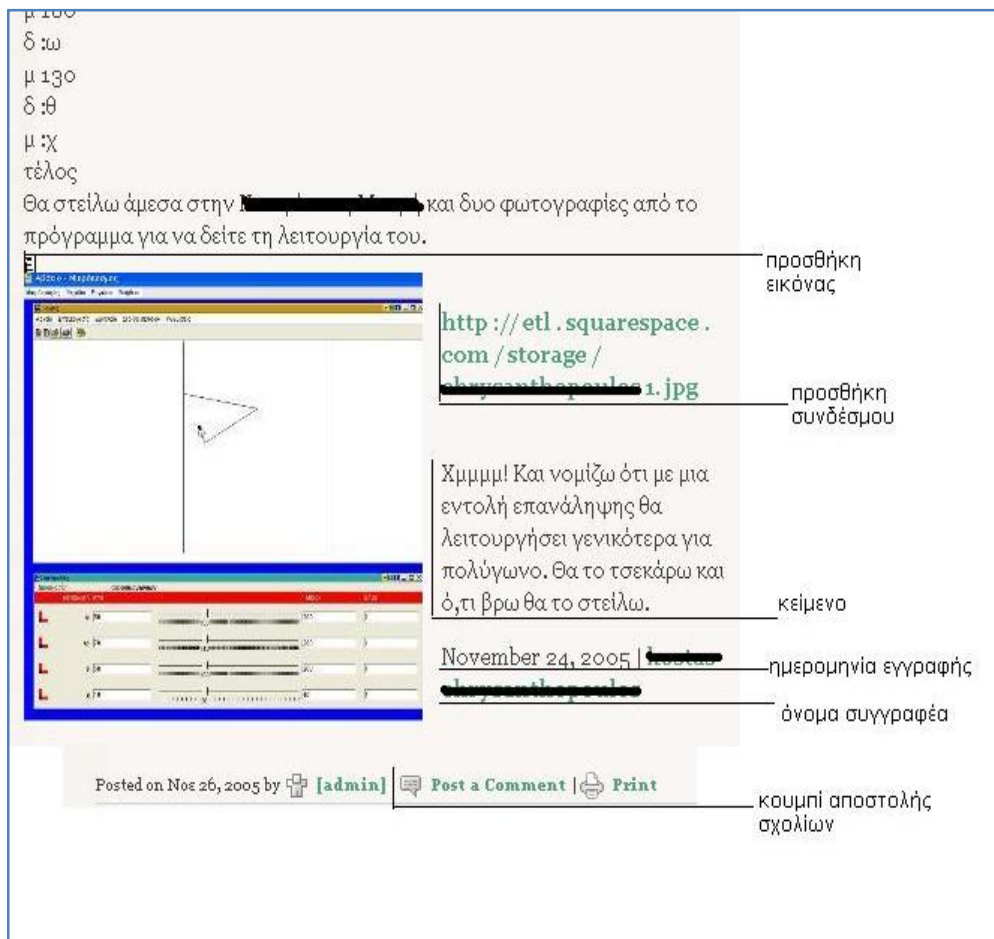 δ :ω
μ 130
δ :θ
μ :χ
τέλος
Θα στείλω άμεσα στην και δυο φωτογραφίες από το
πρόγραμμα για να δείτε τη λειτουργία του.
προσθήκη
εικόνας
http :// etl . squarespace .
com / storage /
1. jpg
προσθήκη
συνδέσμου
Χμμμμ! Και νομίζω ότι με μια
εντολή επανάληψης θα
λειτουργήσει γενικότερα για
πολύγωνο. Θα το τσεκάρω και
ό,τι βρω θα το στείλω.
κείμενο
November 24, 2005 |
ημερομηνία εγγραφής
όνομα συγγραφέα
Posted on Νοε 26, 2005 by [admin] Post a Comment | Print
κουμπί αποστολής
σχολίων